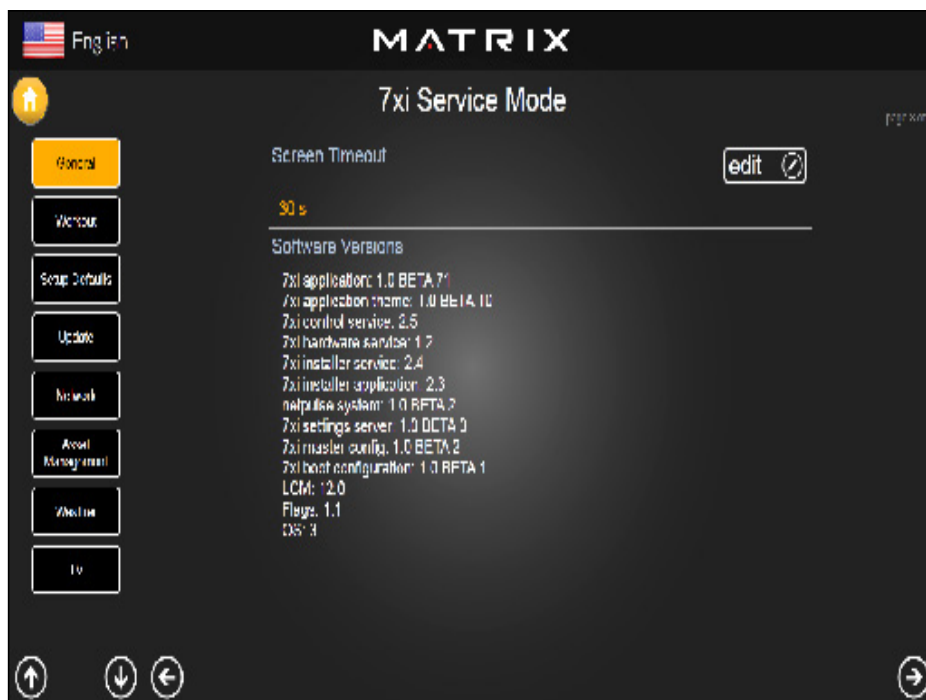 English
MATRIX
7xi Service Mode
General
Workout
Setup Defaults
Update
Network
Asset
Management
Weather
TV
Screen Timeout
edit
30 s
Software Versions
7xi application: 1.0 BETA 71
7xi application theme: 1.0 BETA 10
7xi control service: 2.5
7xi hardware service: 1.2
7xi installer service: 2.4
7xi installer application: 2.3
netpulse system: 1.0 BETA 2
7xi settings server: 1.0 BETA
7xi master config: 1.0 BETA 2
7xi boot configuration: 1.0 BETA 1
LCM: 12.0
Flags: 1.1
OS: 3